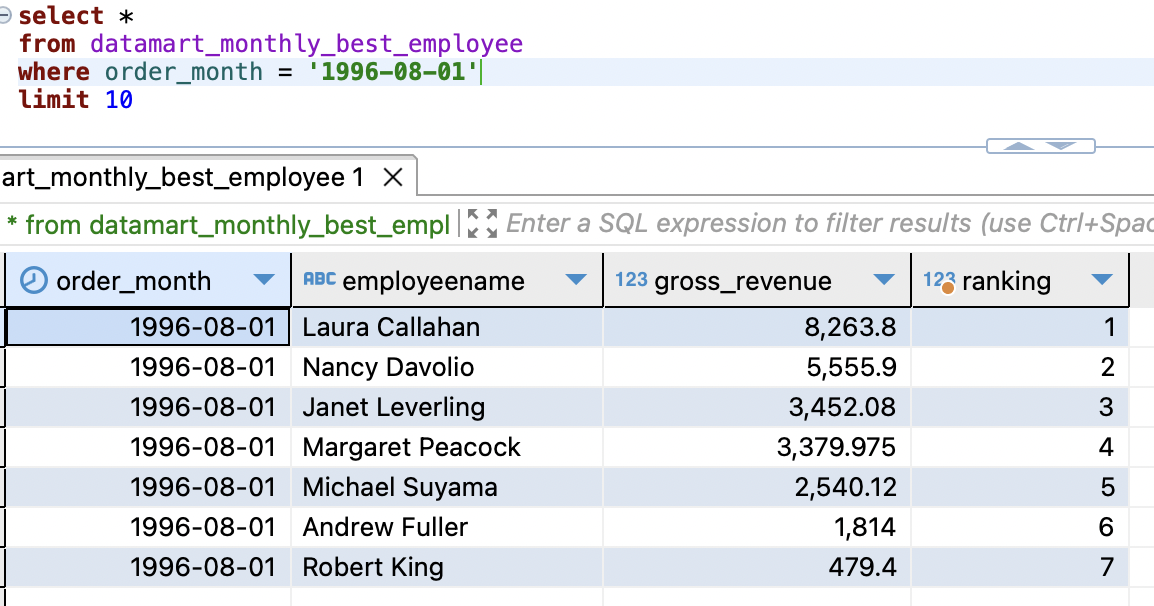 select *
from datamart_monthly_best_employee
where order_month = '1996-08-01'
limit 10
art_monthly_best_employee 1
* from datamart_monthly_best_empl Enter a SQL expression to filter results (use Ctrl+Spac
order_month ABC employeename 123 gross_revenue 123 ranking
1996-08-01 Laura Callahan 8,263.8 1
1996-08-01 Nancy Davolio 5,555.9 2
1996-08-01 Janet Leverling 3,452.08 3
1996-08-01 Margaret Peacock 3,379.975 4
1996-08-01 Michael Suyama 2,540.12 5
1996-08-01 Andrew Fuller 1,814 6
1996-08-01 Robert King 479.4 7